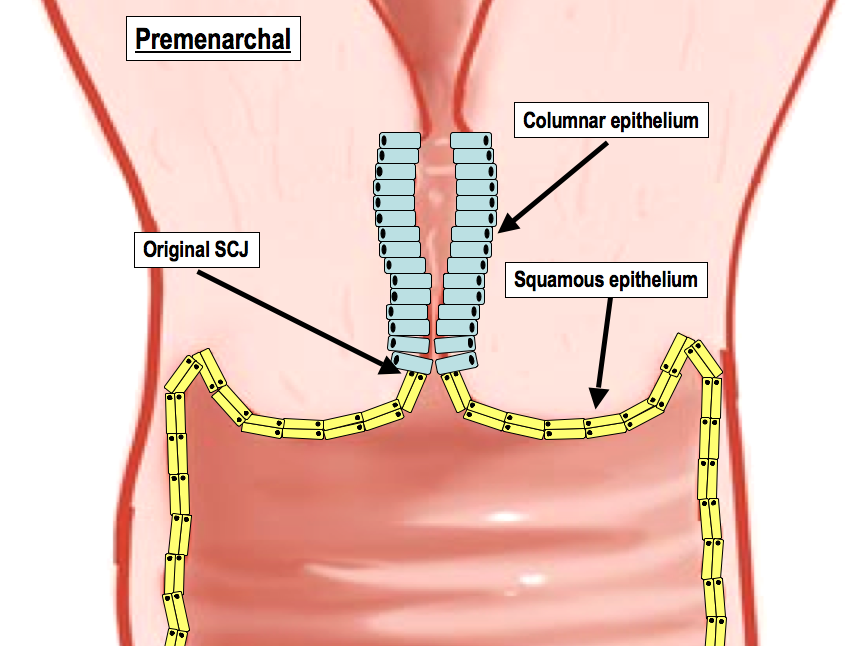 Premenarchal
Columnar epithelium
Original SCJ
Squamous epithelium